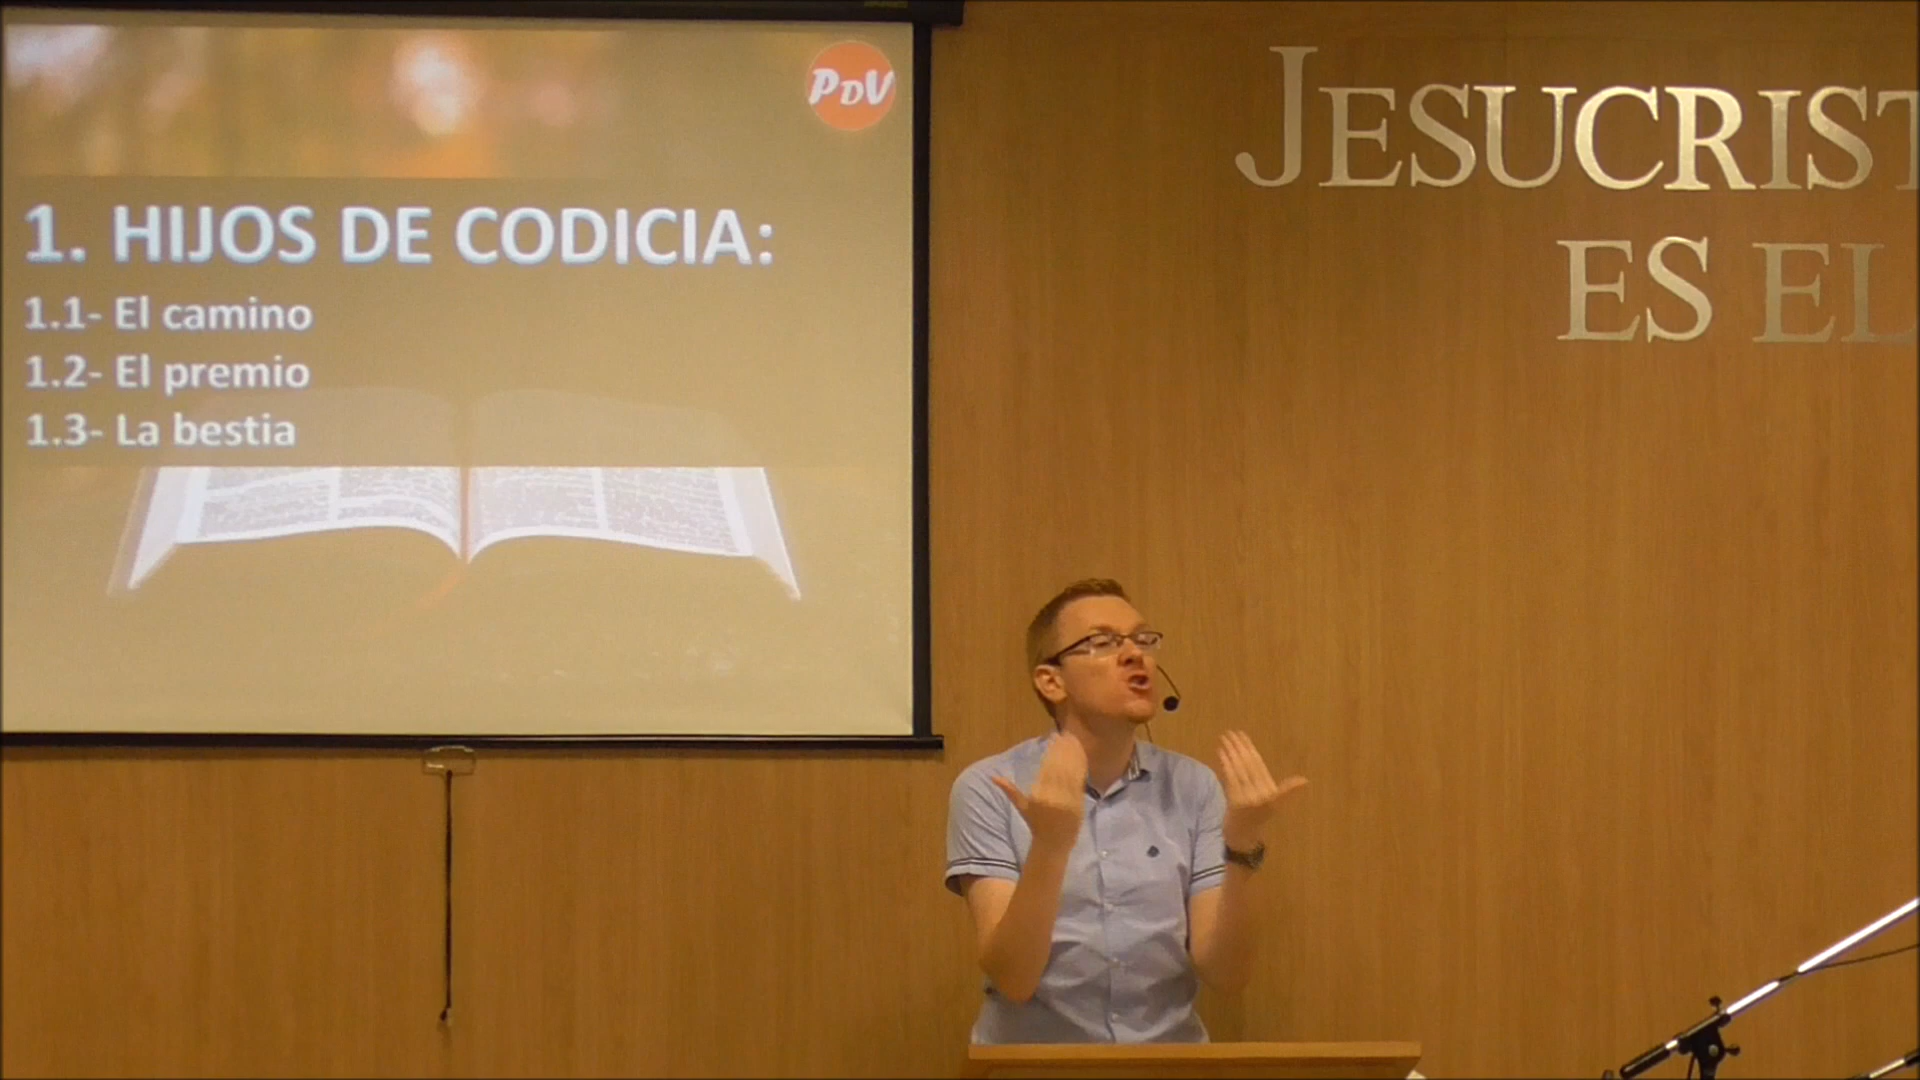 PDV
1. HIJOS DE CODICIA:
1.1- El camino
1.2- El premio
1.3- La bestia
JESUCRIST
ES EL